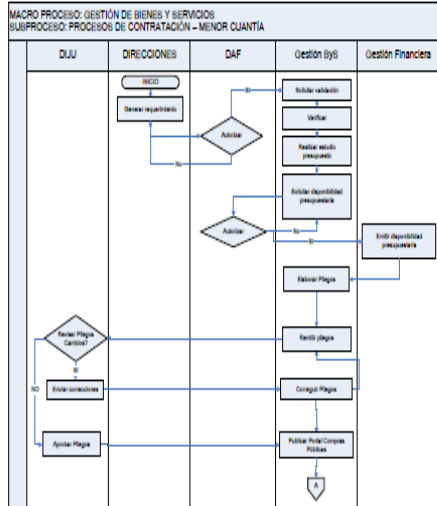 MACRO PROCESO: GESTIÓN DE BIENES Y SERVICIOS
SUBPROCESO: PROCESOS DE CONTRATACIÓN – MENOR CUANTÍA
DIJU
DIRECCIONES
DAF
Gestión ByS
Gestión Financiera
INICIO
SI
Solicitar validación
Generar requerimiento
Verificar
Autorizar
Realizar estudio
presupuesto
No
Solicitar disponibilidad
presupuestaria
Autorizar
No
SI
Emitir disponibilidad
presupuestaria
Elaborar Pliegos
Revisar Pliegos
Cambios?
Remitir pliegos
SI
NO
Enviar correcciones
Corregir Pliegos
Aprobar Pliegos
Publicar Portal Compras
Públicas
A